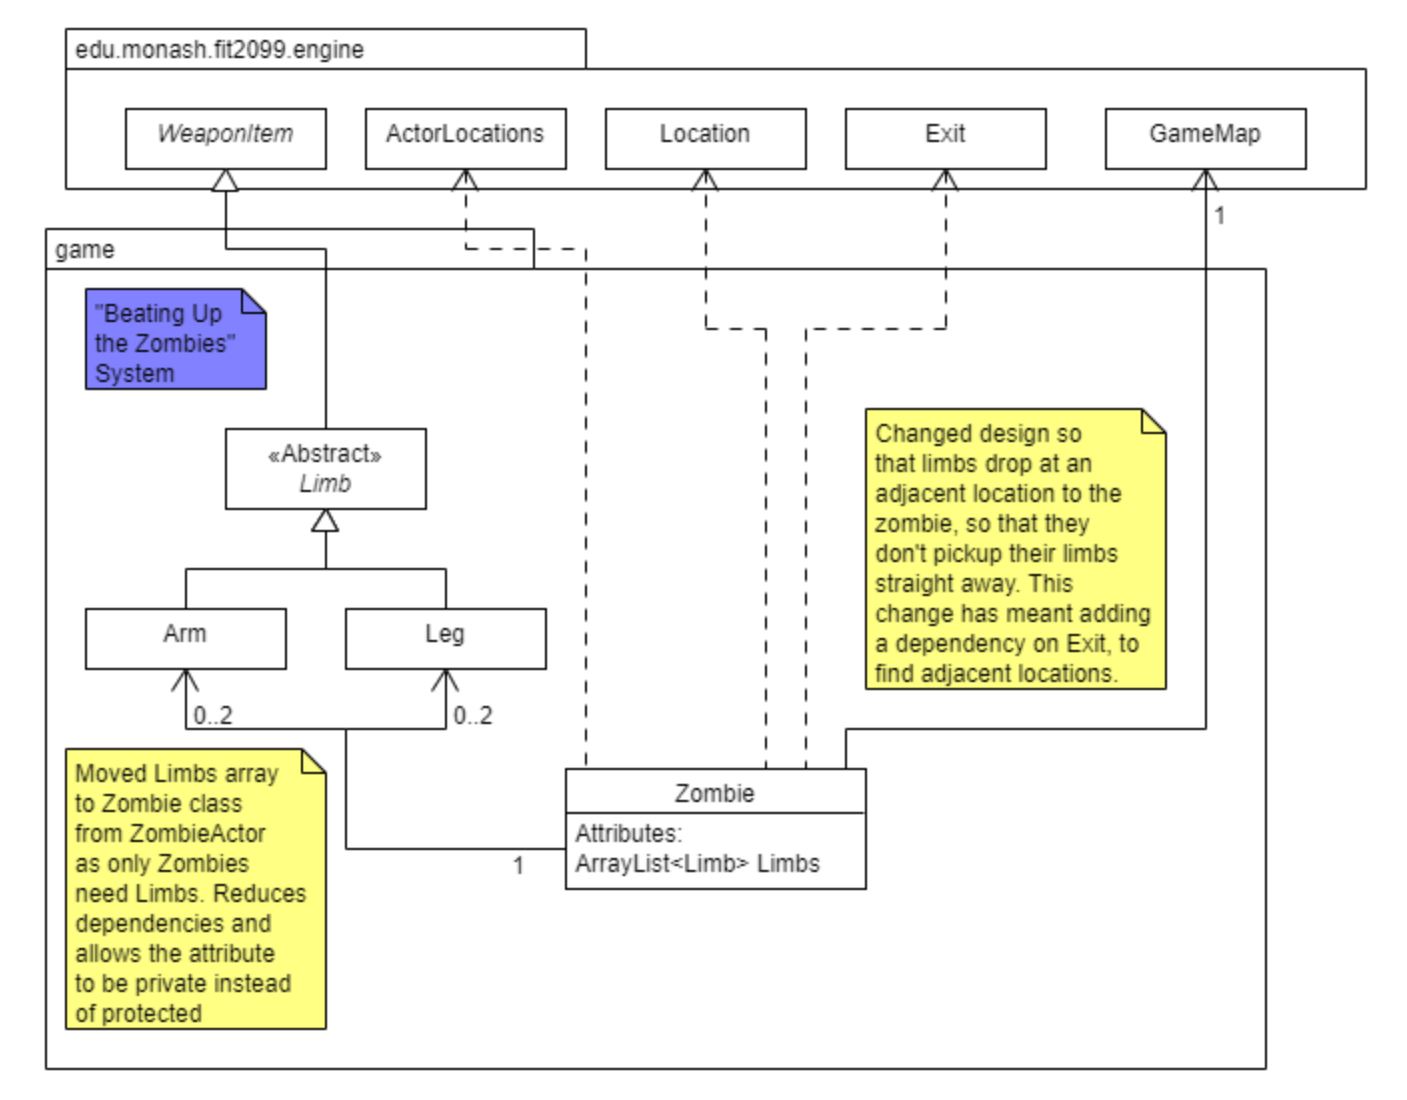 edu.monash.fit2099.engine
WeaponItem
ActorLocations
Location
Exit
GameMap
1
game
"Beating Up
the Zombies"
System
«Abstract»
Limb
Changed design so
that limbs drop at an
adjacent location to the
zombie, so that they
don't pickup their limbs
straight away. This
change has meant adding
a dependency on Exit, to
find adjacent locations.
Arm
Leg
0..2
0..2
Moved Limbs array
to Zombie class
from ZombieActor
as only Zombies
need Limbs. Reduces
dependencies and
allows the attribute
to be private instead
of protected
1
Zombie
Attributes:
ArrayList<Limb> Limbs